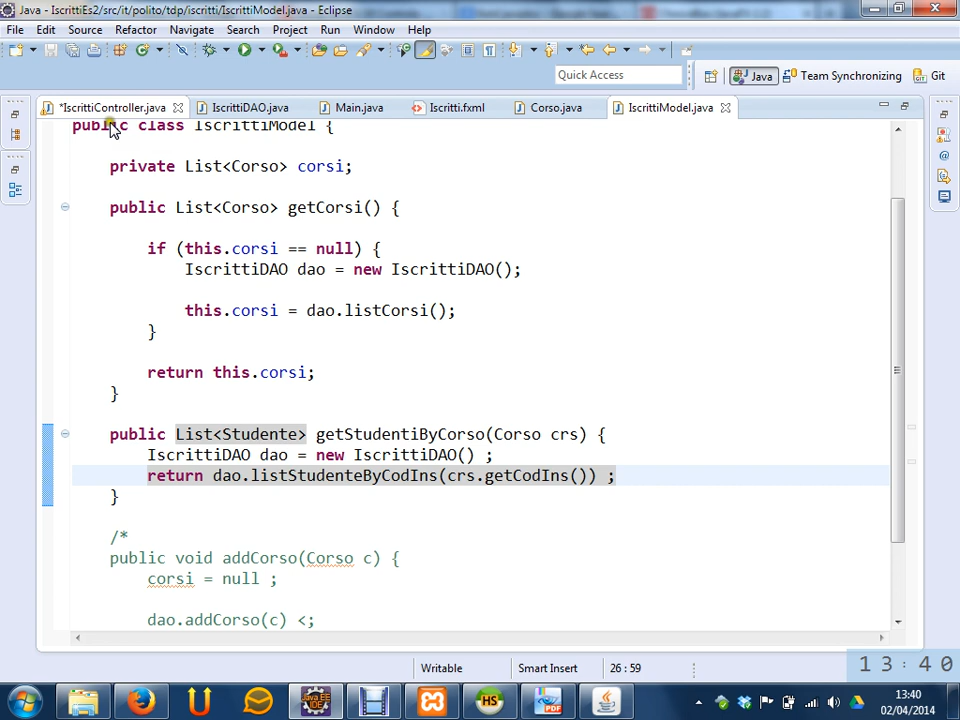 Java - IscrittiEs2/src/it/polito/tdp/iscritti/IscrittiModel.java - Eclipse
File Edit Source Refactor Navigate Search Project Run Window Help
Quick Access
Java
Team Synchronizing
Git
*IscrittiController.java
IscrittiDAO.java
Main.java
Iscritti.fxml
Corso.java
IscrittiModel.java
public class IscrittiModel {
private List<Corso> corsi;
public List<Corso> getCorsi() {
if (this.corsi == null) {
IscrittiDAO dao = new IscrittiDAO();
this.corsi = dao.listCorsi();
}
return this.corsi;
}
public List<Studente> getStudentiByCorso(Corso crs) {
IscrittiDAO dao = new IscrittiDAO() ;
return dao.listStudenteByCodIns(crs.getCodIns()) ;
}
/*
public void addCorso(Corso c) {
corsi = null ;
dao.addCorso(c) <;
Writable
Smart Insert
26 : 59
13:40
13:40
02/04/2014